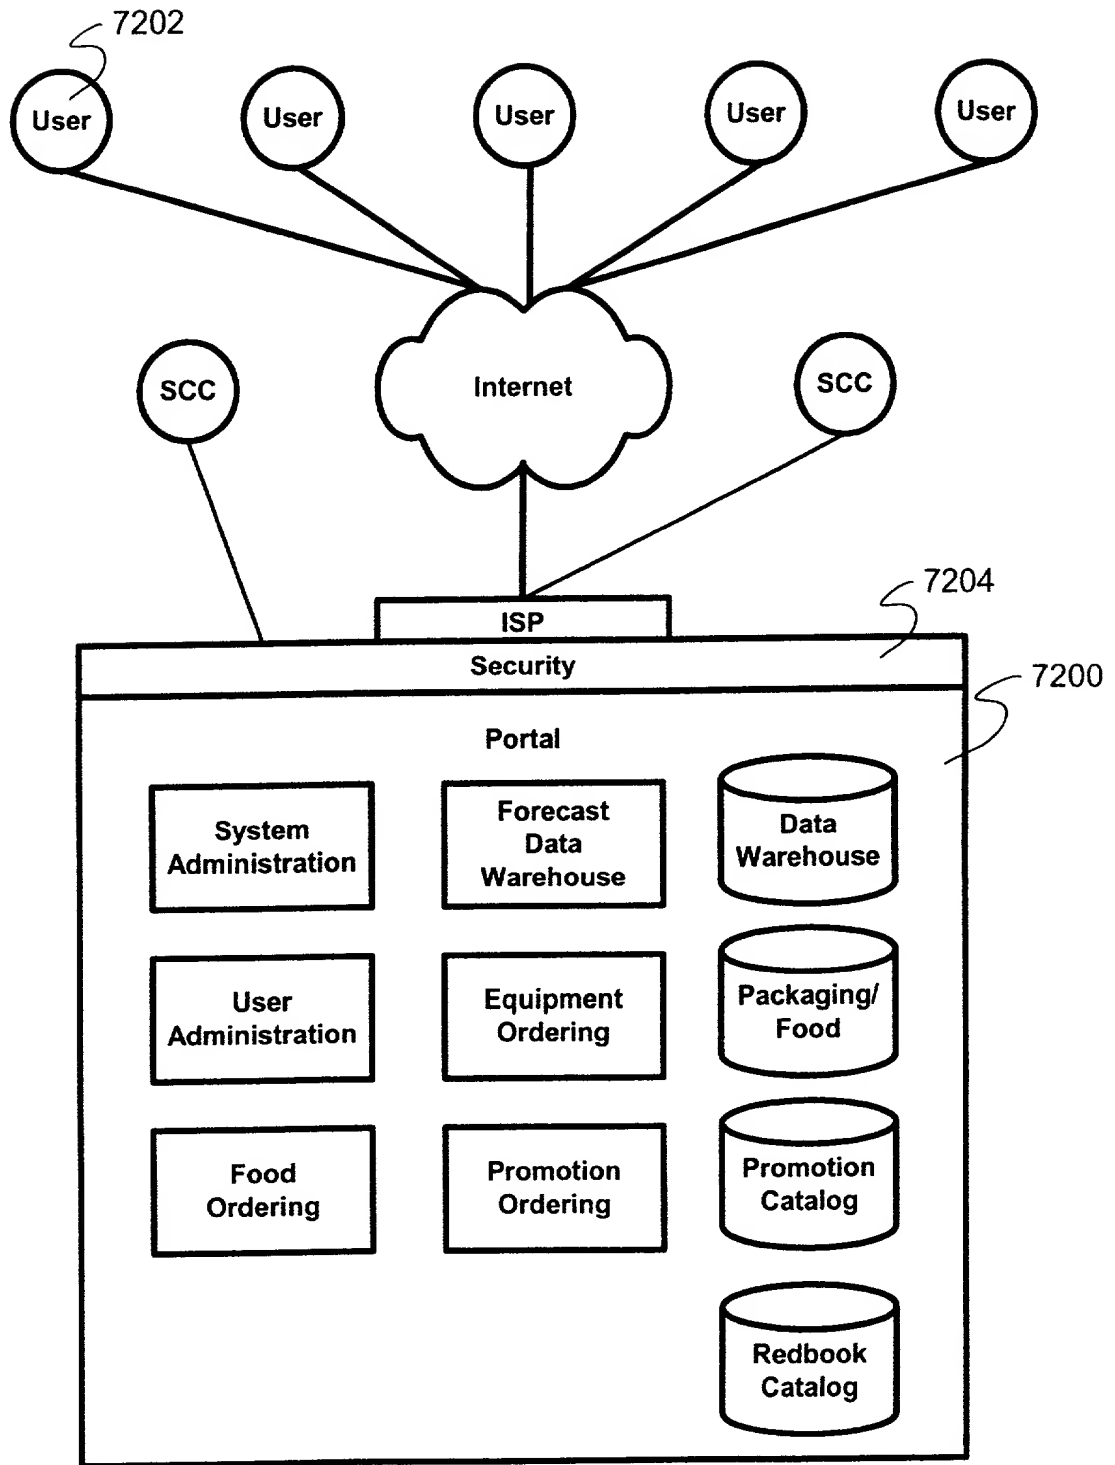 7202
User
User
User
User
User
SCC
Internet
SCC
7204
ISP
Security
7200
Portal
System
Administration
Forecast
Data
Warehouse
Data
Warehouse
User
Administration
Equipment
Ordering
Packaging/
Food
Food
Ordering
Promotion
Ordering
Promotion
Catalog
Redbook
Catalog